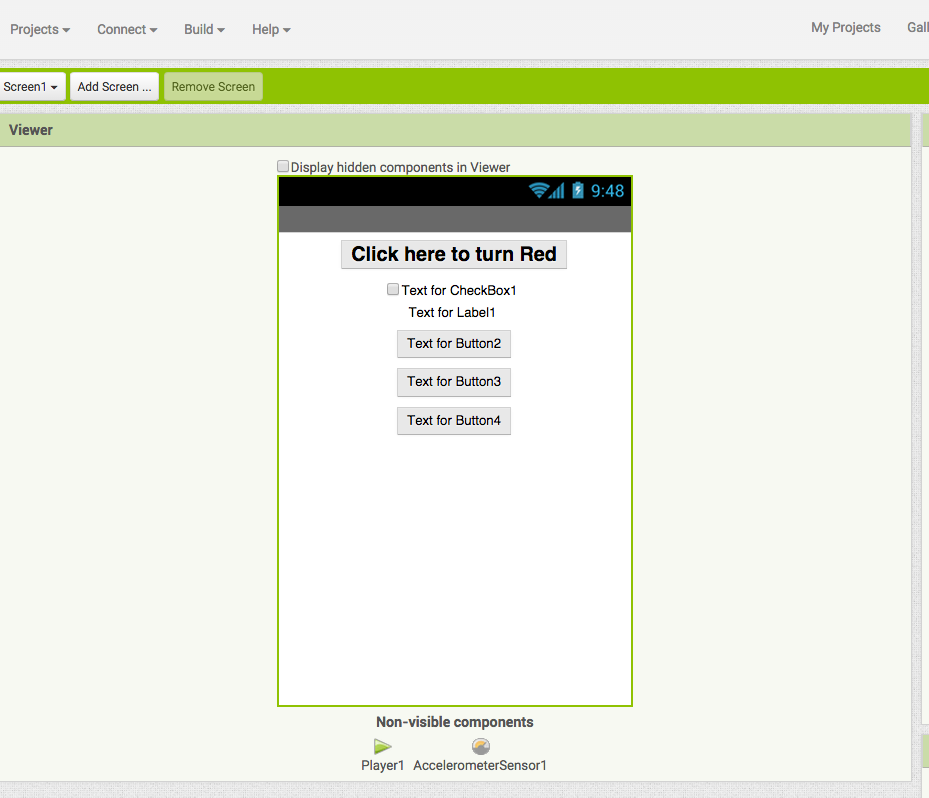 Projects Connect Build Help My Projects Gall
Screen1 Add Screen ... Remove Screen
Viewer
Display hidden components in Viewer
9:48
Click here to turn Red
Text for CheckBox1
Text for Label1
Text for Button2
Text for Button3
Text for Button4
Non-visible components
Player1 AccelerometerSensor1